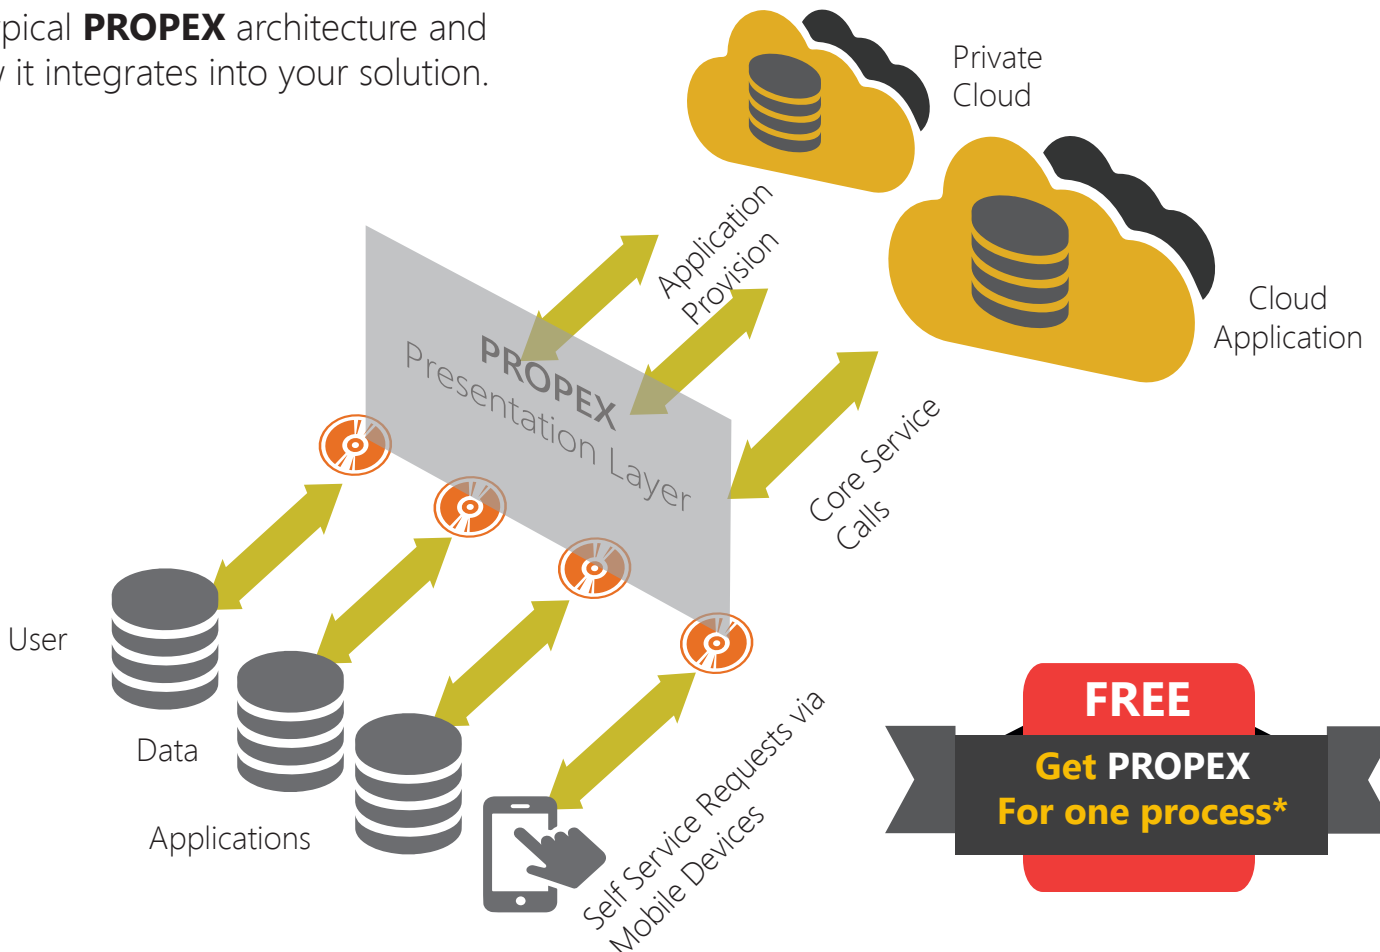 ypical PROPEX architecture and
it integrates into your solution.
Private
Cloud
Application
Provision
Cloud
Application
PROPEX
Presentation Layer
Core Service
Calls
User
Data
Applications
Self Service Requests via
Mobile Devices
FREE
Get PROPEX
For one process*